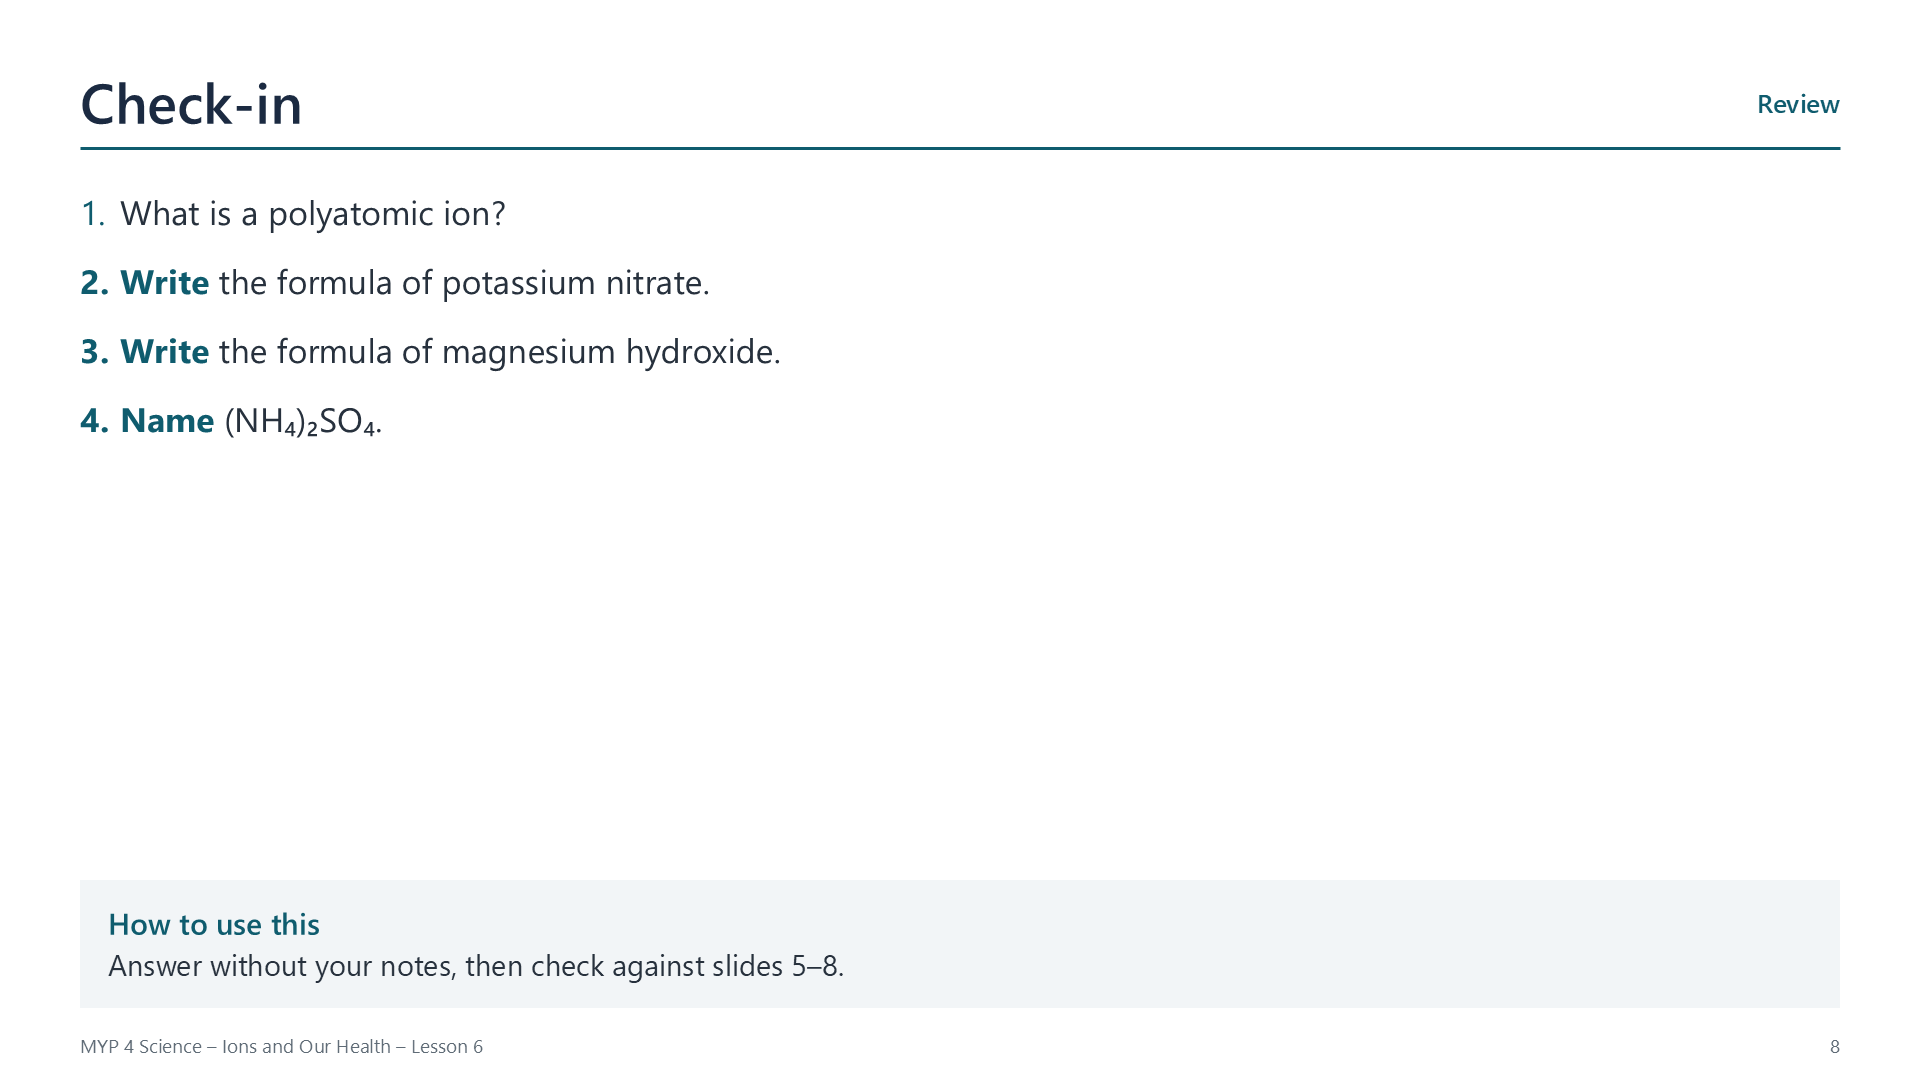 Check-in
Review
1. What is a polyatomic ion?
2. Write the formula of potassium nitrate.
3. Write the formula of magnesium hydroxide.
4. Name (NH₄)₂SO₄.
How to use this
Answer without your notes, then check against slides 5–8.
MYP 4 Science – Ions and Our Health – Lesson 6
8